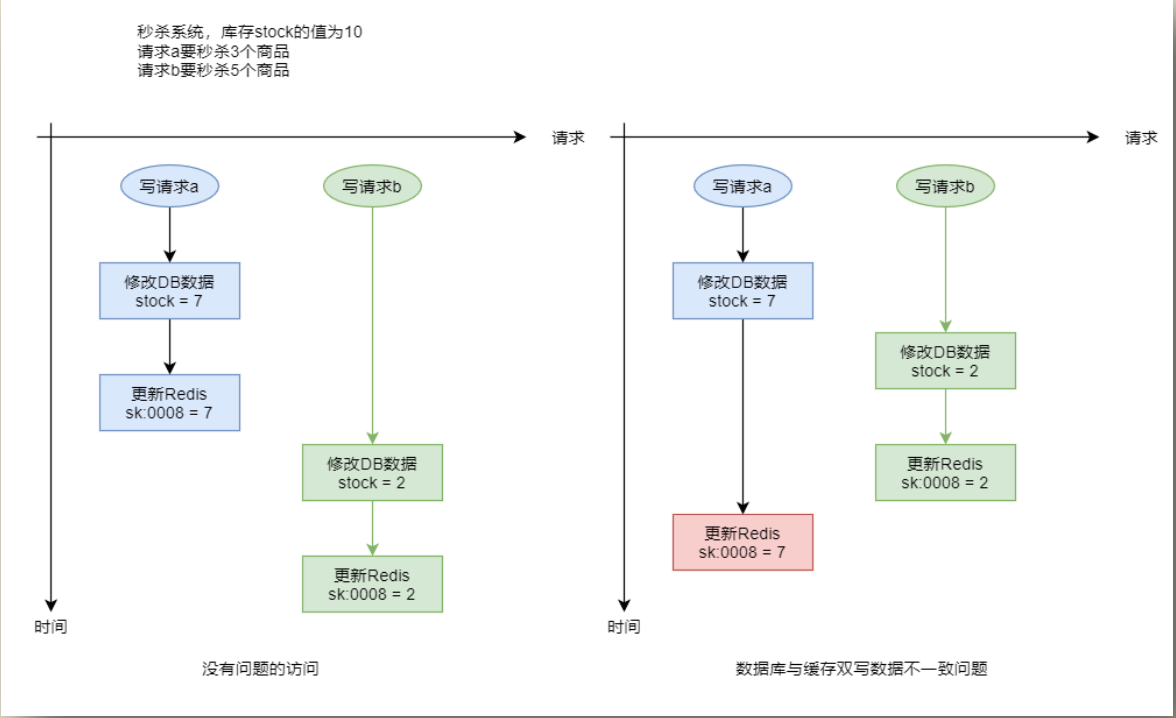 秒杀系统，库存stock的值为10
请求a要秒杀3个商品
请求b要秒杀5个商品
请求
写请求a
写请求b
修改DB数据
stock = 7
更新Redis
sk:0008 = 7
修改DB数据
stock = 2
更新Redis
sk:0008 = 2
时间
没有问题的访问
请求
写请求a
写请求b
修改DB数据
stock = 7
修改DB数据
stock = 2
更新Redis
sk:0008 = 2
更新Redis
sk:0008 = 7
时间
数据库与缓存双写数据不一致问题